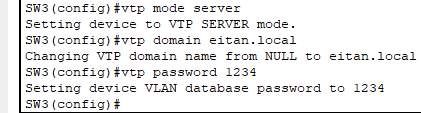 SW3(config)#vtp mode server
Setting device to VTP SERVER mode.
SW3(config)#vtp domain eitan.local
Changing VTP domain name from NULL to eitan.local
SW3(config)#vtp password 1234
Setting device VLAN database password to 1234
SW3(config)#